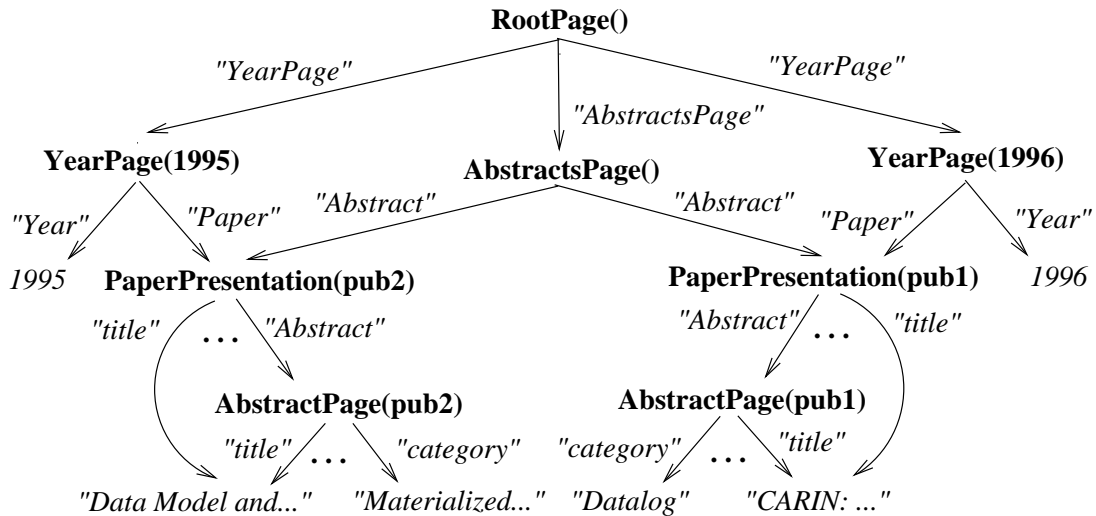 RootPage()
"YearPage" "YearPage"
"AbstractsPage"
YearPage(1995) AbstractsPage() YearPage(1996)
"Year" "Paper" "Abstract" "Abstract" "Paper" "Year"
1995 PaperPresentation(pub2) PaperPresentation(pub1) 1996
"title" ... "Abstract" "Abstract" ... "title"
AbstractPage(pub2) AbstractPage(pub1)
"title" ... "category" "category" ... "title"
"Data Model and..." "Materialized..." "Datalog" "CARIN: ..."